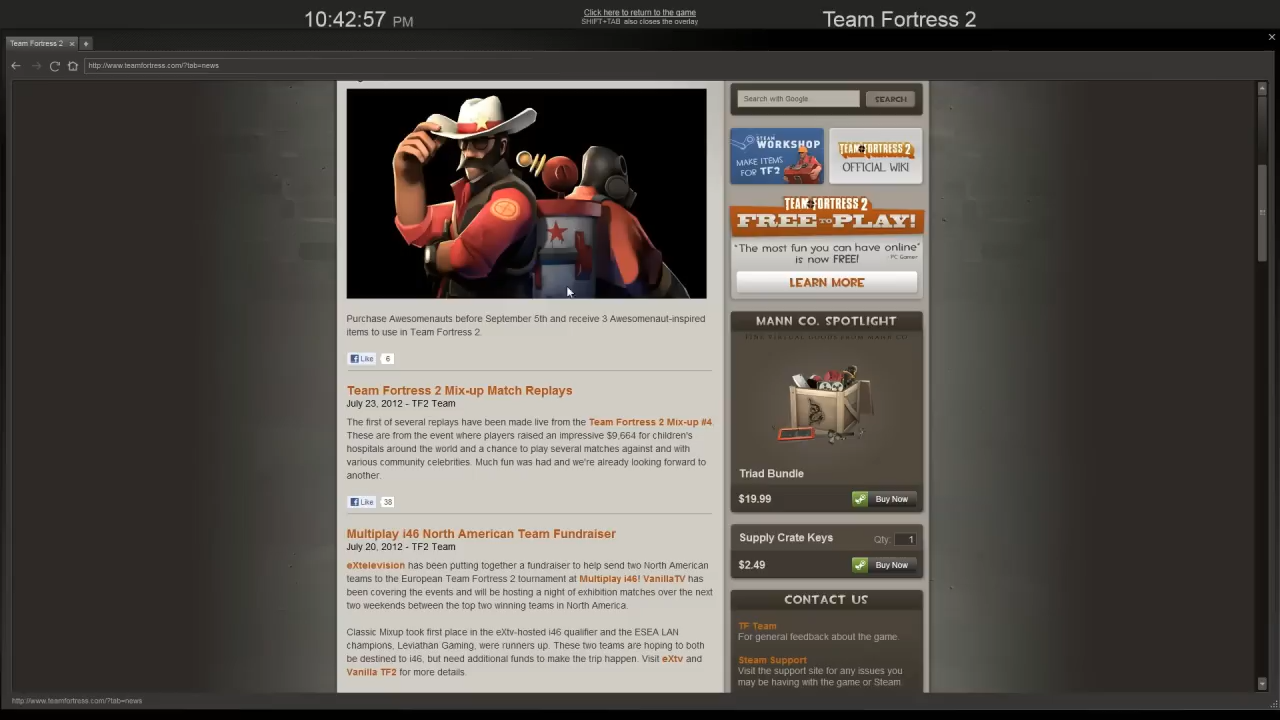 10:42:57 PM
Click here to return to the game
SHIFT+TAB also closes the overlay
Team Fortress 2
Team Fortress 2
http://www.teamfortress.com/?tab=news
Purchase Awesomenauts before September 5th and receive 3 Awesomenaut-inspired
items to use in Team Fortress 2.
Like 6
Team Fortress 2 Mix-up Match Replays
July 23, 2012 - TF2 Team
The first of several replays have been made live from the Team Fortress 2 Mix-up #4.
These are from the event where players raised an impressive $9,664 for children's
hospitals around the world and a chance to play several matches against and with
various community celebrities. Much fun was had and we're already looking forward to
another.
Like 38
Multiplay i46 North American Team Fundraiser
July 20, 2012 - TF2 Team
eXtelevision has been putting together a fundraiser to help send two North American
teams to the European Team Fortress 2 tournament at Multiplay i46! VanillaTV has
been covering the events and will be hosting a night of exhibition matches over the next
two weekends between the top two winning teams in North America.
Classic Mixup took first place in the eXtv-hosted i46 qualifier and the ESEA LAN
champions, Leviathan Gaming, were runners up. These two teams are hoping to both
be destined to i46, but need additional funds to make the trip happen. Visit eXtv and
Vanilla TF2 for more details.
Search with Google
SEARCH
STEAM
WORKSHOP
MAKE ITEMS
FOR TF2
TEAM FORTRESS 2
OFFICIAL WIKI
TEAM FORTRESS 2
FREE TO PLAY!
"The most fun you can have online"
is now FREE! -PC Gamer
LEARN MORE
MANN CO. SPOTLIGHT
FINE VIRTUAL GOODS FROM MANN CO.
Triad Bundle
$19.99
Buy Now
Supply Crate Keys
Qty: 1
$2.49
Buy Now
CONTACT US
TF Team
For general feedback about the game.
Steam Support
Visit the support site for any issues you
may be having with the game or Steam.
http://www.teamfortress.com/?tab=news